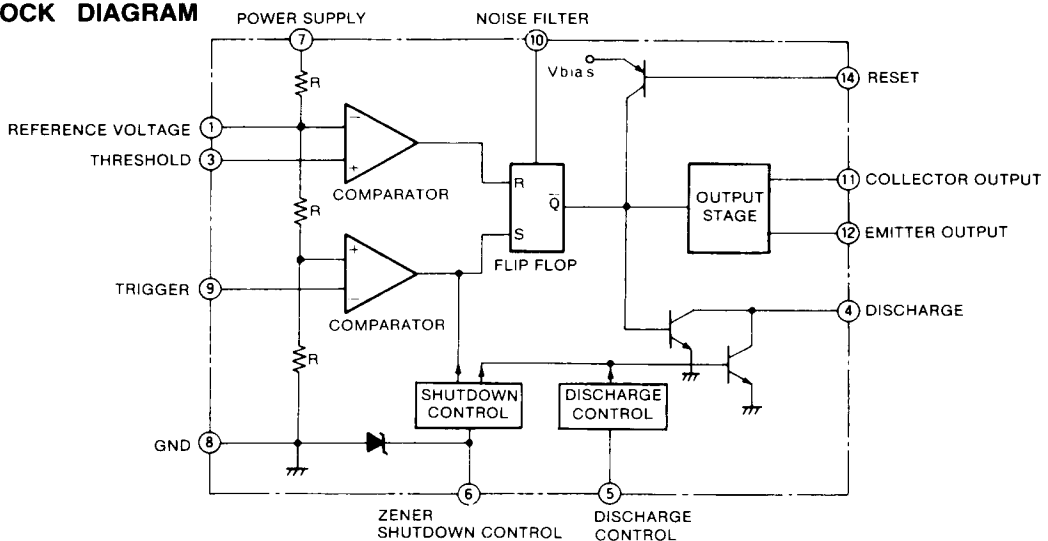 OCK DIAGRAM
POWER SUPPLY
NOISE FILTER
7
10
Vbias
R
14 RESET
REFERENCE VOLTAGE 1
−
THRESHOLD 3
+
COMPARATOR
R
R
Q̅
S
FLIP FLOP
OUTPUT
STAGE
11 COLLECTOR OUTPUT
12 EMITTER OUTPUT
+
TRIGGER 9
−
COMPARATOR
4 DISCHARGE
R
SHUTDOWN
CONTROL
DISCHARGE
CONTROL
GND 8
6
5
ZENER
SHUTDOWN CONTROL
DISCHARGE
CONTROL